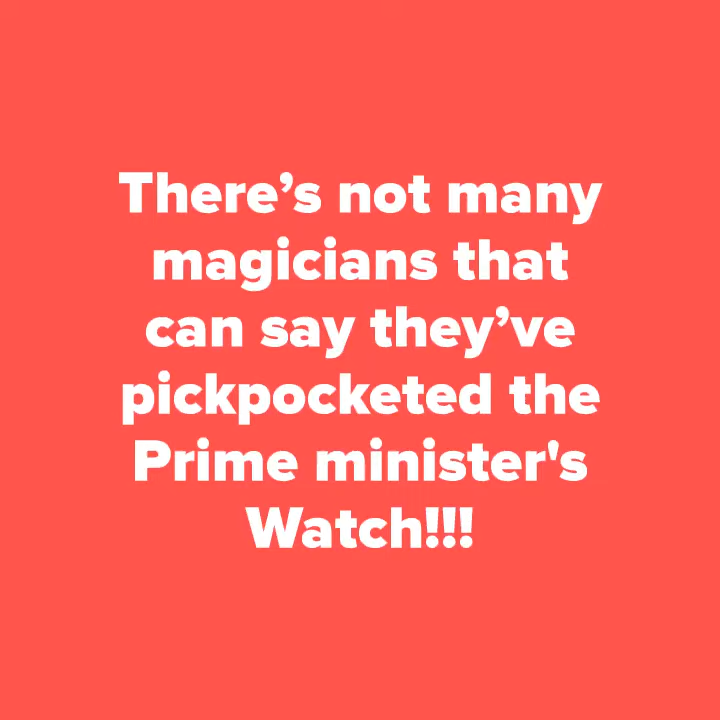 There’s not many
magicians that
can say they’ve
pickpocketed the
Prime minister's
Watch!!!